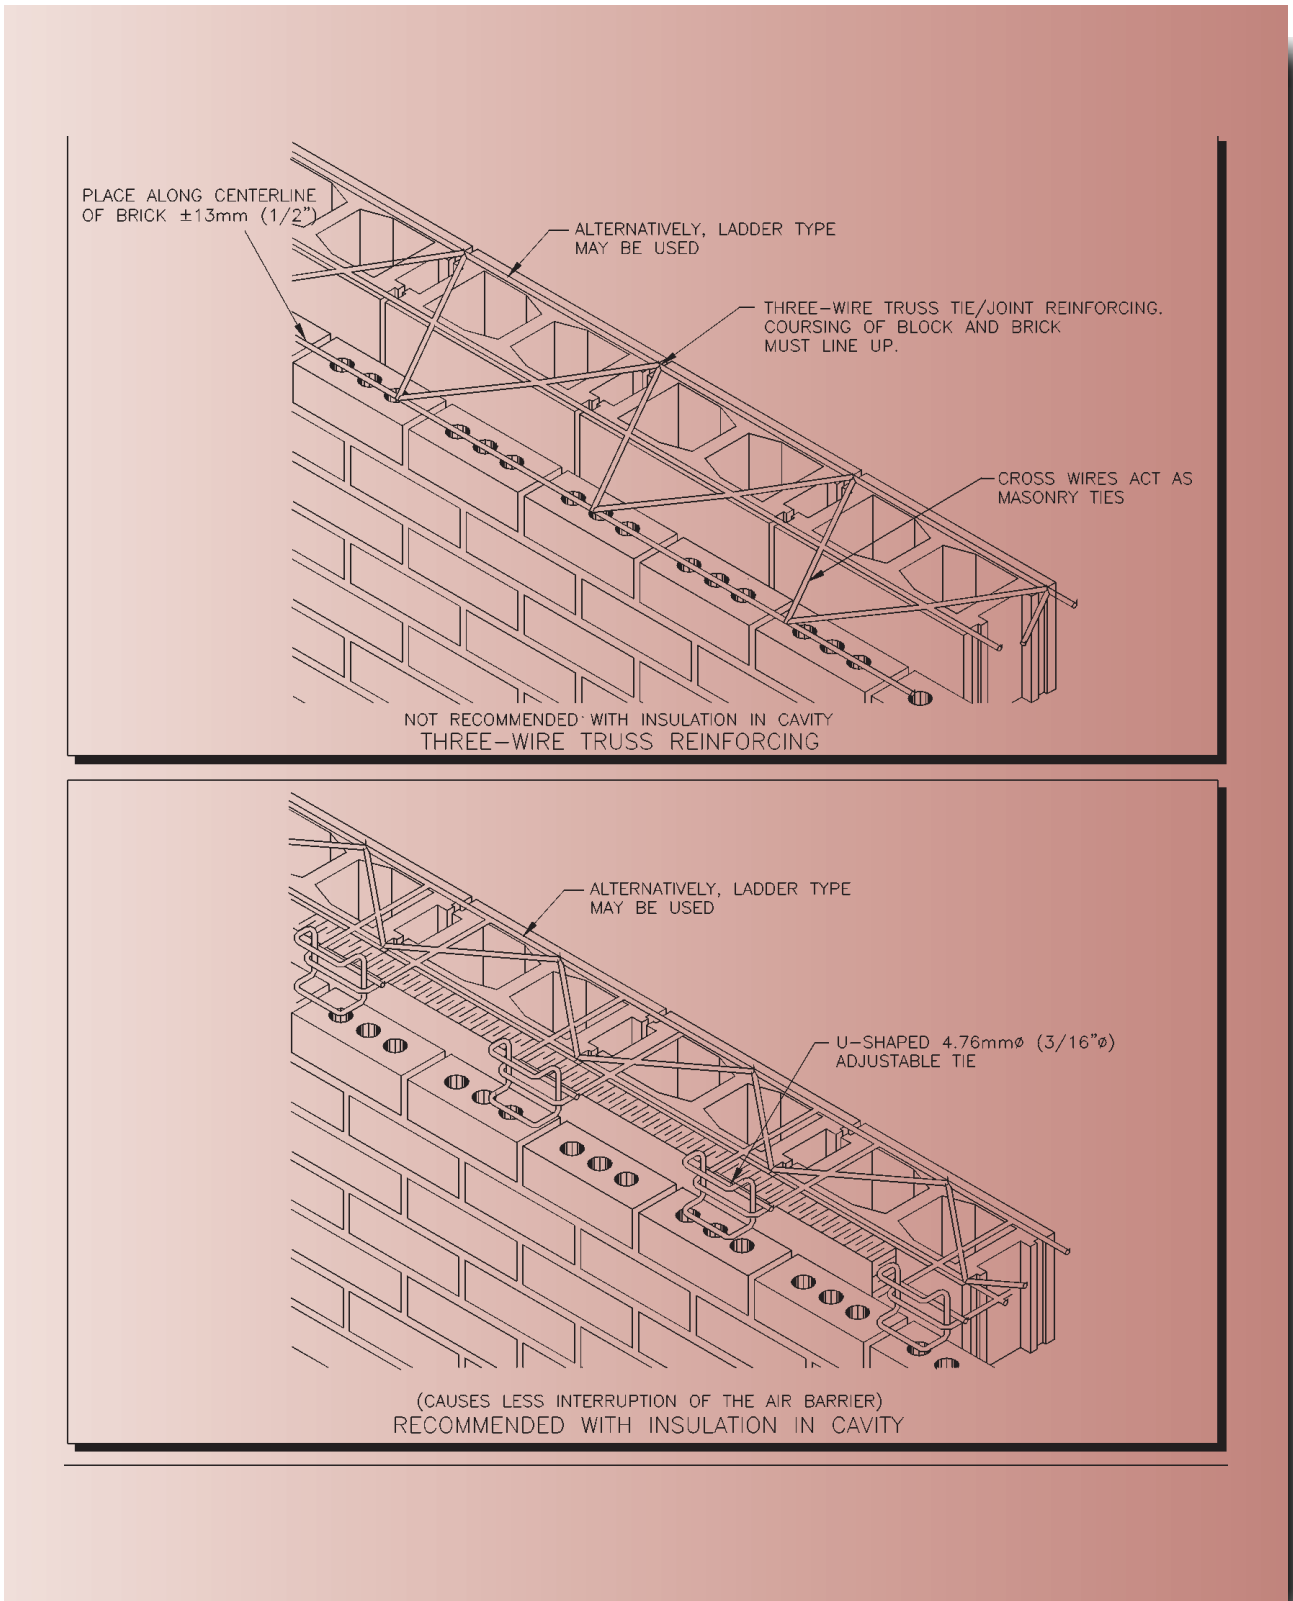 PLACE ALONG CENTERLINE
OF BRICK ±13mm (1/2")
ALTERNATIVELY, LADDER TYPE
MAY BE USED
THREE-WIRE TRUSS TIE/JOINT REINFORCING.
COURSING OF BLOCK AND BRICK
MUST LINE UP.
CROSS WIRES ACT AS
MASONRY TIES
NOT RECOMMENDED WITH INSULATION IN CAVITY
THREE-WIRE TRUSS REINFORCING
ALTERNATIVELY, LADDER TYPE
MAY BE USED
U-SHAPED 4.76mmø (3/16"ø)
ADJUSTABLE TIE
(CAUSES LESS INTERRUPTION OF THE AIR BARRIER)
RECOMMENDED WITH INSULATION IN CAVITY